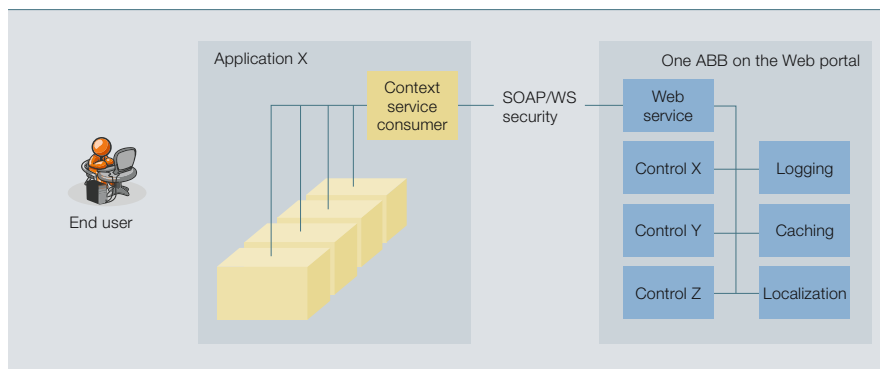 Application X
One ABB on the Web portal
Context
service
consumer
SOAP/WS
security
Web
service
Control X
Logging
End user
Control Y
Caching
Control Z
Localization